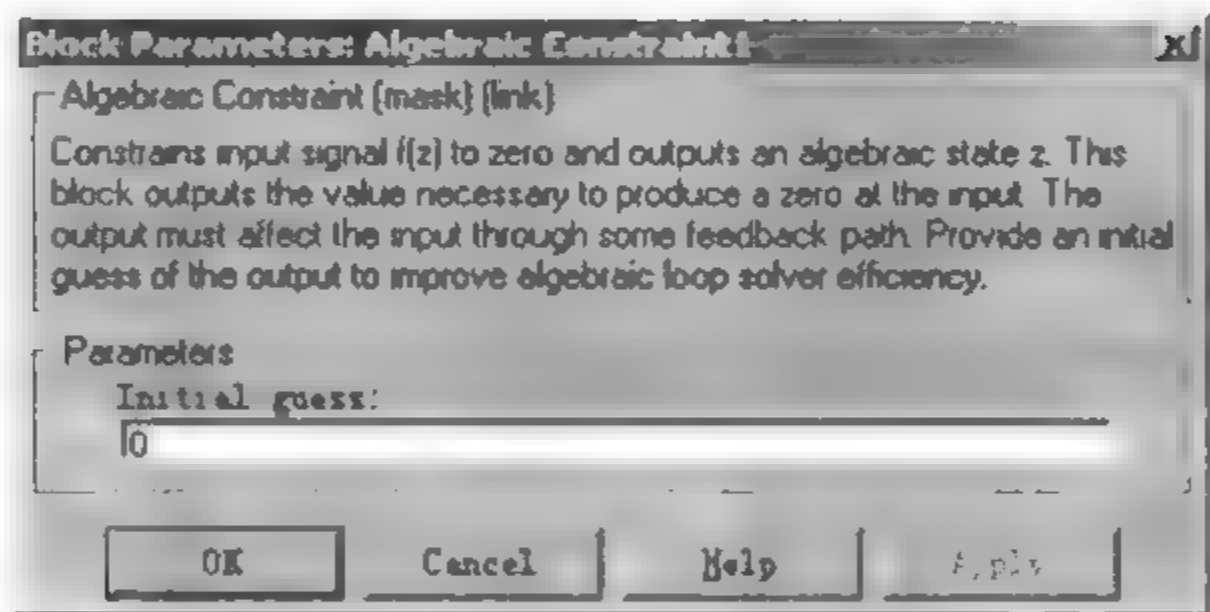 Block Parameters: Algebraic Constraint1
Algebraic Constraint (mask) (link)
Constrains input signal f(z) to zero and outputs an algebraic state z. This
block outputs the value necessary to produce a zero at the input. The
output must affect the input through some feedback path. Provide an initial
guess of the output to improve algebraic loop solver efficiency.
Parameters
Initial guess:
0
OK
Cancel
Help
Apply